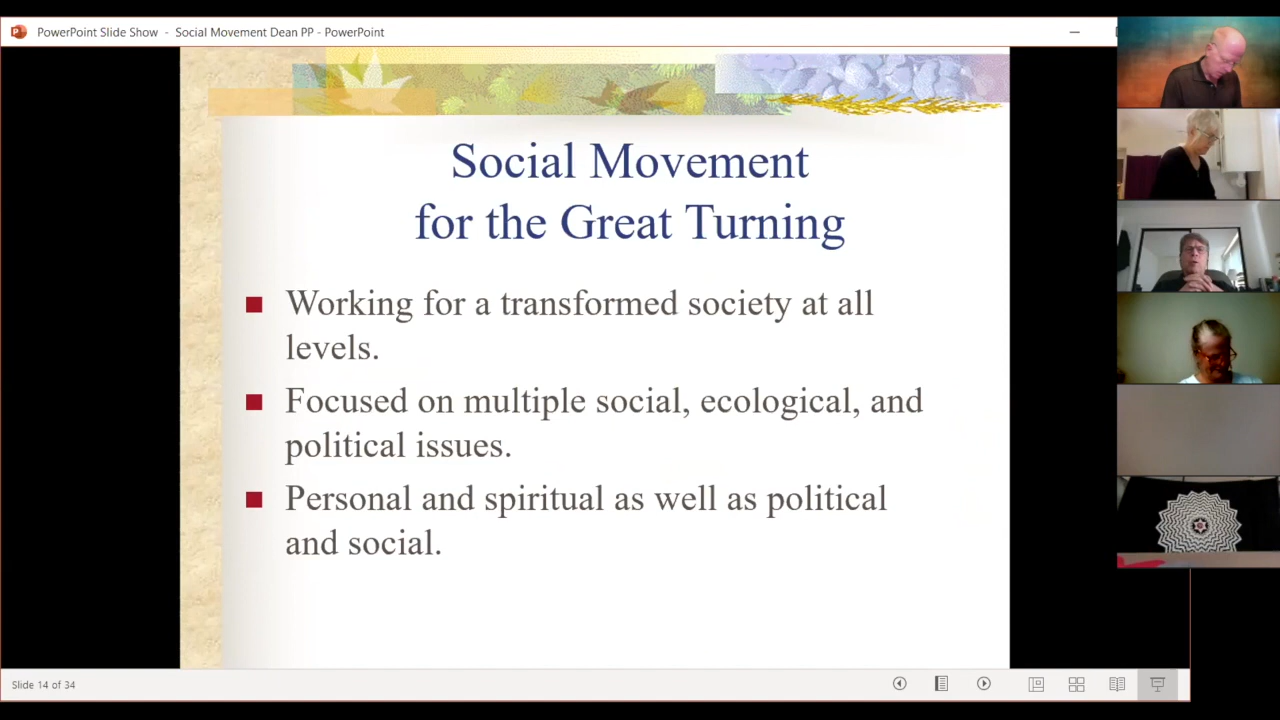 PowerPoint Slide Show - Social Movement Dean PP - PowerPoint
Social Movement
for the Great Turning
Working for a transformed society at all
levels.
Focused on multiple social, ecological, and
political issues.
Personal and spiritual as well as political
and social.
Slide 14 of 34